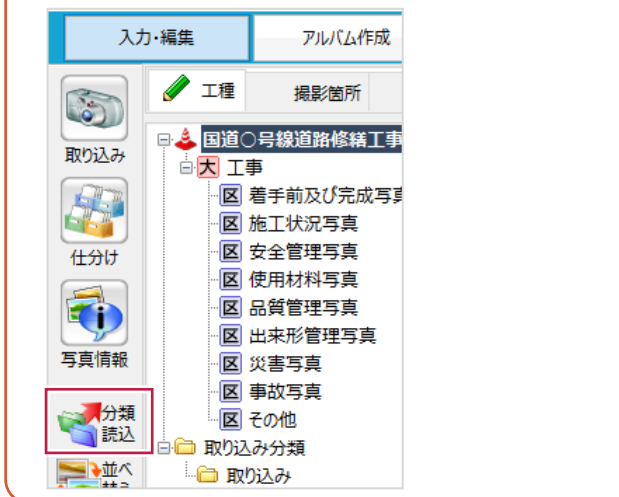 入力・編集
アルバム作成
工種
撮影箇所
取り込み
仕分け
写真情報
分類
読込
並べ
国道○号線道路修繕工事
大 工事
区 着手前及び完成写真
区 施工状況写真
区 安全管理写真
区 使用材料写真
区 品質管理写真
区 出来形管理写真
区 災害写真
区 事故写真
区 その他
取り込み分類
取り込み